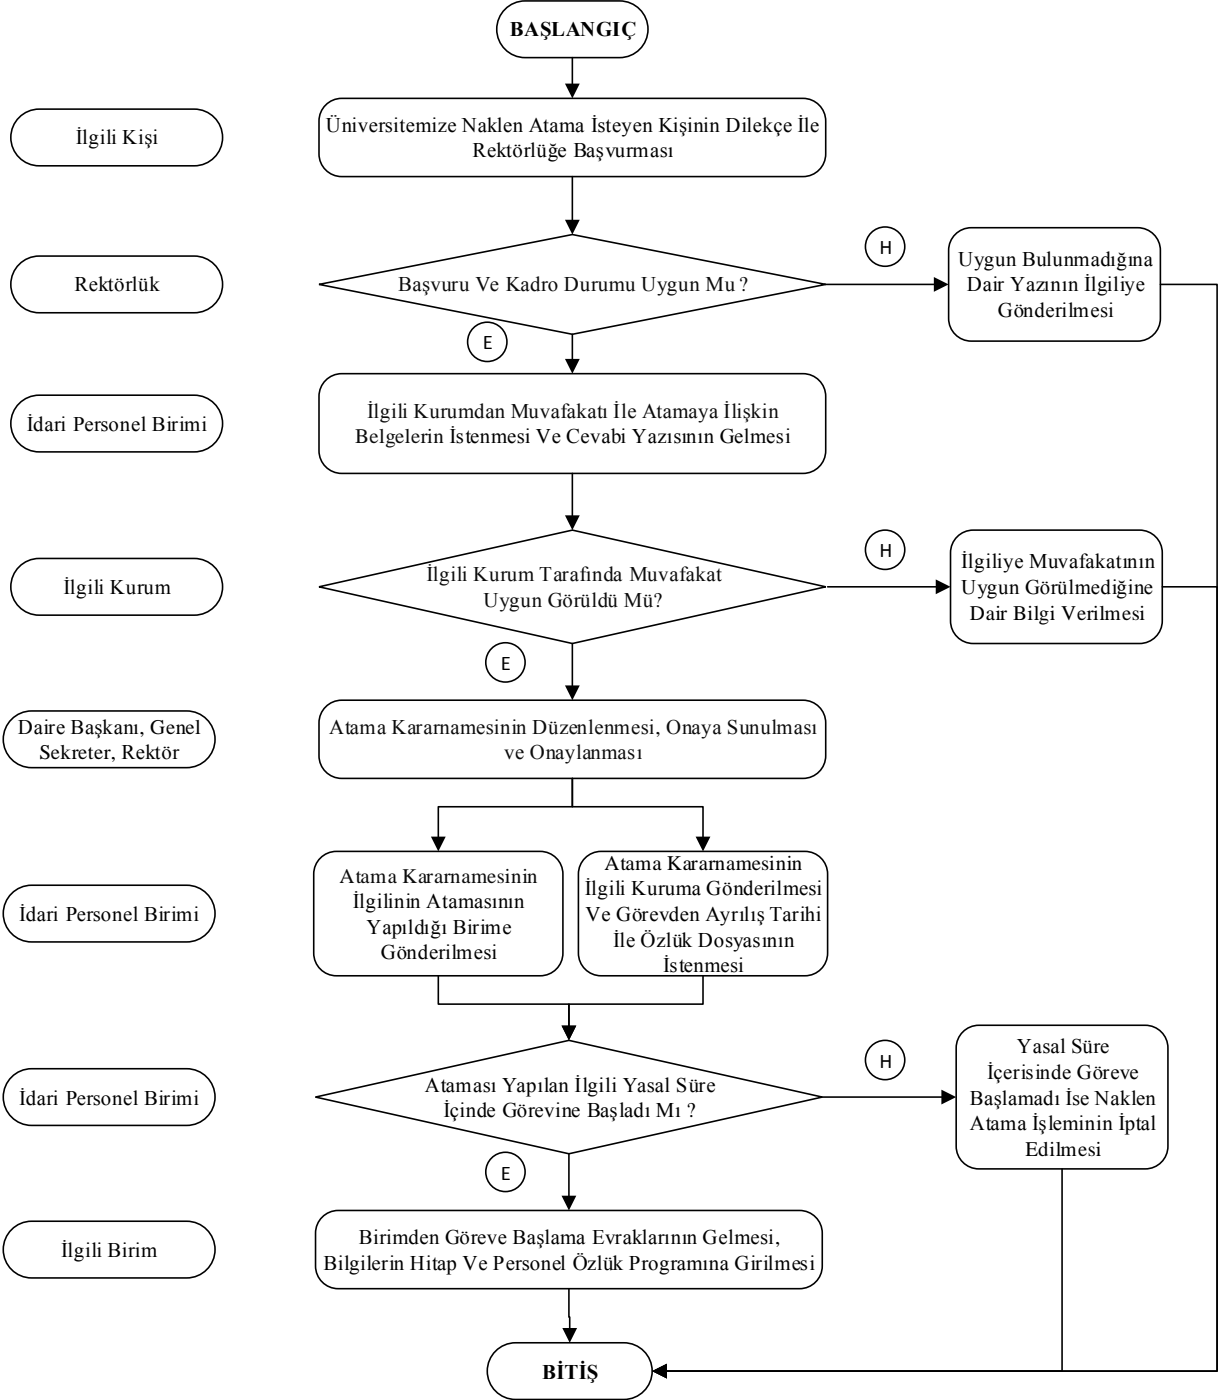 BAŞLANGIÇ
İlgili Kişi
Üniversitemize Naklen Atama İsteyen Kişinin Dilekçe İle
Rektörlüğe Başvurması
Rektörlük
Başvuru Ve Kadro Durumu Uygun Mu ?
H
Uygun Bulunmadığına
Dair Yazının İlgiliye
Gönderilmesi
E
İdari Personel Birimi
İlgili Kurumdan Muvafakatı İle Atamaya İlişkin
Belgelerin İstenmesi Ve Cevabi Yazısının Gelmesi
İlgili Kurum
İlgili Kurum Tarafında Muvafakat
Uygun Görüldü Mü?
H
İlgiliye Muvafakatının
Uygun Görülmediğine
Dair Bilgi Verilmesi
E
Daire Başkanı, Genel
Sekreter, Rektör
Atama Kararnamesinin Düzenlenmesi, Onaya Sunulması
ve Onaylanması
İdari Personel Birimi
Atama Kararnamesinin
İlgilinin Atamasının
Yapıldığı Birime
Gönderilmesi
Atama Kararnamesinin
İlgili Kuruma Gönderilmesi
Ve Görevden Ayrılış Tarihi
İle Özlük Dosyasının
İstenmesi
İdari Personel Birimi
Ataması Yapılan İlgili Yasal Süre
İçinde Görevine Başladı Mı ?
H
Yasal Süre
İçerisinde Göreve
Başlamadı İse Naklen
Atama İşleminin İptal
Edilmesi
E
İlgili Birim
Birimden Göreve Başlama Evraklarının Gelmesi,
Bilgilerin Hitap Ve Personel Özlük Programına Girilmesi
BİTİŞ